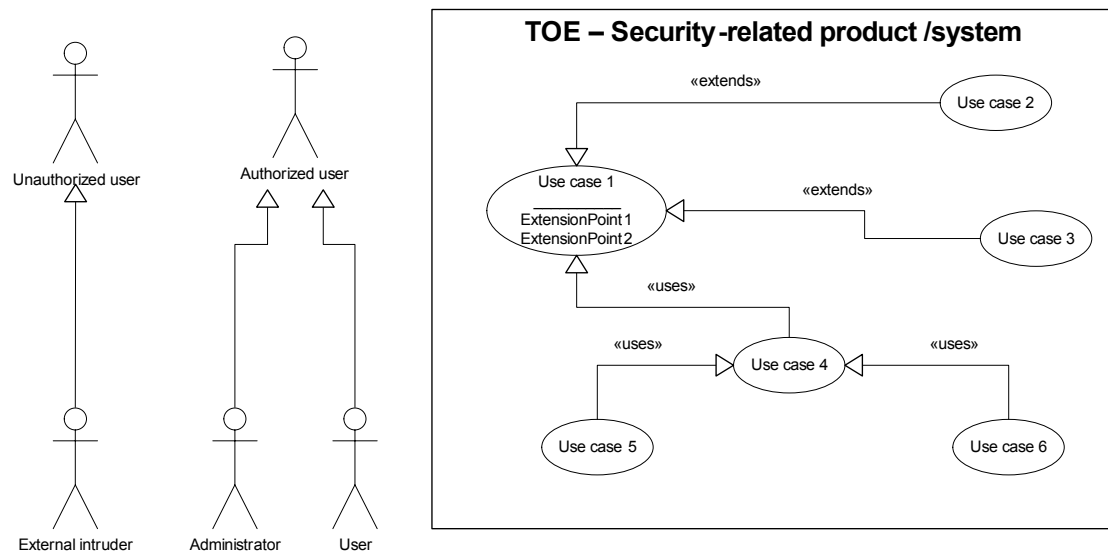 TOE – Security-related product /system
«extends»
Use case 2
Unauthorized user
Authorized user
Use case 1
ExtensionPoint1
ExtensionPoint2
«extends»
Use case 3
«uses»
«uses»
Use case 4
«uses»
Use case 5
Use case 6
External intruder
Administrator
User